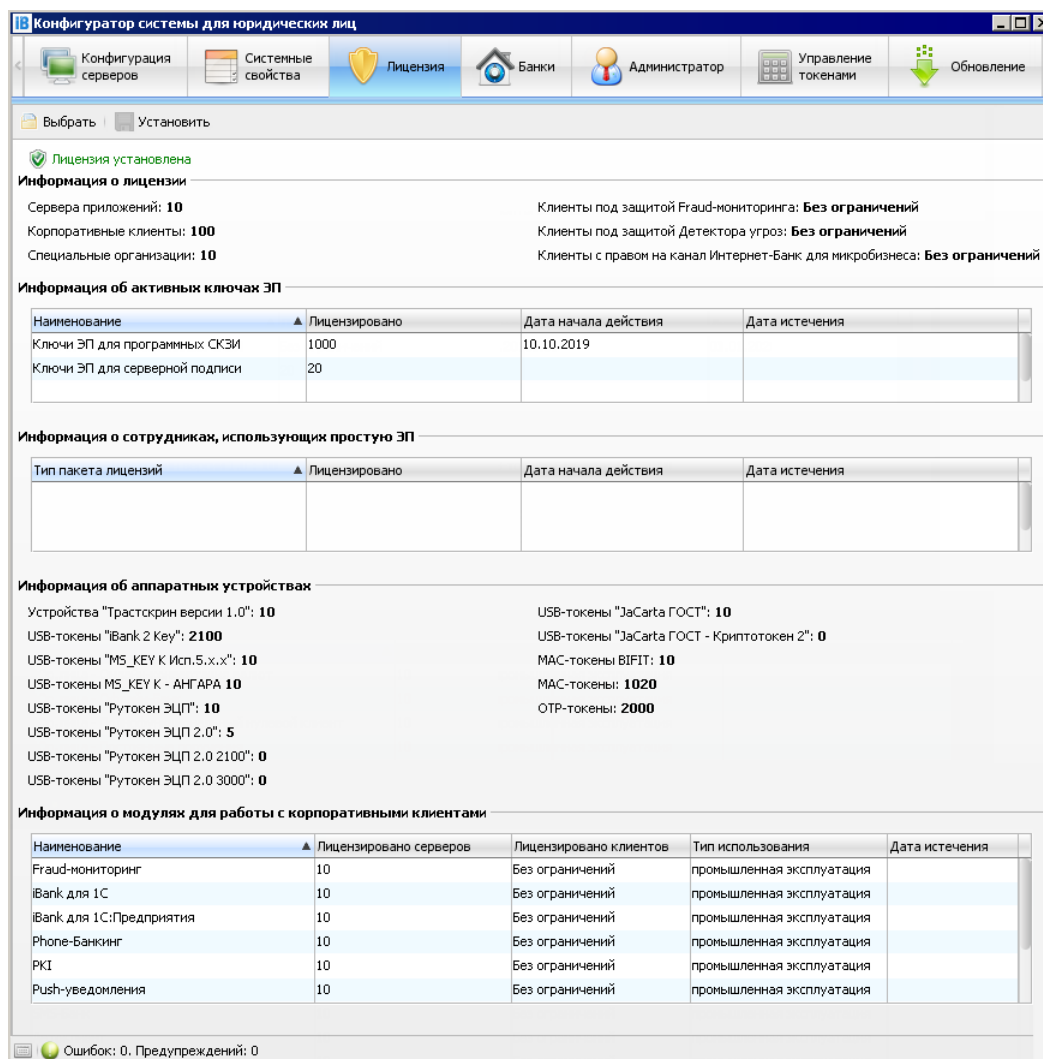 iB Конфигуратор системы для юридических лиц
Конфигурация серверов
Системные свойства
Лицензия
Банки
Администратор
Управление токенами
Обновление
Выбрать
Установить
Лицензия установлена
Информация о лицензии
Сервера приложений: 10
Клиенты под защитой Fraud-мониторинга: Без ограничений
Корпоративные клиенты: 100
Клиенты под защитой Детектора угроз: Без ограничений
Специальные организации: 10
Клиенты с правом на канал Интернет-Банк для микробизнеса: Без ограничений
Информация об активных ключах ЭП
Наименование Лицензировано Дата начала действия Дата истечения
Ключи ЭП для программных СКЗИ 1000 10.10.2019
Ключи ЭП для серверной подписи 20
Информация о сотрудниках, использующих простую ЭП
Тип пакета лицензий Лицензировано Дата начала действия Дата истечения
Информация об аппаратных устройствах
Устройства "Трастскрин версии 1.0": 10
USB-токены "JaCarta ГОСТ": 10
USB-токены "iBank 2 Key": 2100
USB-токены "JaCarta ГОСТ - Криптотокен 2": 0
USB-токены "MS_KEY К Исп.5.х.х": 10
MAC-токены BIFIT: 10
USB-токены MS_KEY К - АНГАРА 10
MAC-токены: 1020
USB-токены "Рутокен ЭЦП": 10
OTP-токены: 2000
USB-токены "Рутокен ЭЦП 2.0": 5
USB-токены "Рутокен ЭЦП 2.0 2100": 0
USB-токены "Рутокен ЭЦП 2.0 3000": 0
Информация о модулях для работы с корпоративными клиентами
Наименование Лицензировано серверов Лицензировано клиентов Тип использования Дата истечения
Fraud-мониторинг 10 Без ограничений промышленная эксплуатация
iBank для 1С 10 Без ограничений промышленная эксплуатация
iBank для 1С:Предприятия 10 Без ограничений промышленная эксплуатация
Phone-Банкинг 10 Без ограничений промышленная эксплуатация
PKI 10 Без ограничений промышленная эксплуатация
Push-уведомления 10 Без ограничений промышленная эксплуатация
Ошибок: 0. Предупреждений: 0